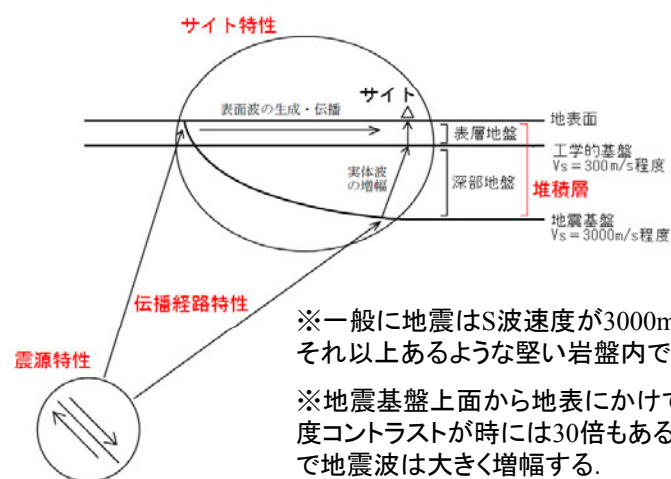 サイト特性
サイト
表面波の生成・伝播
地表面
表層地盤
工学的基盤
Vs=300m/s程度
実体波
の増幅
深部地盤
堆積層
地震基盤
Vs=3000m/s程度
伝播経路特性
震源特性
※一般に地震はS波速度が3000m
それ以上あるような堅い岩盤内で
※地震基盤上面から地表にかけて
度コントラストが時には30倍もある
で地震波は大きく増幅する.